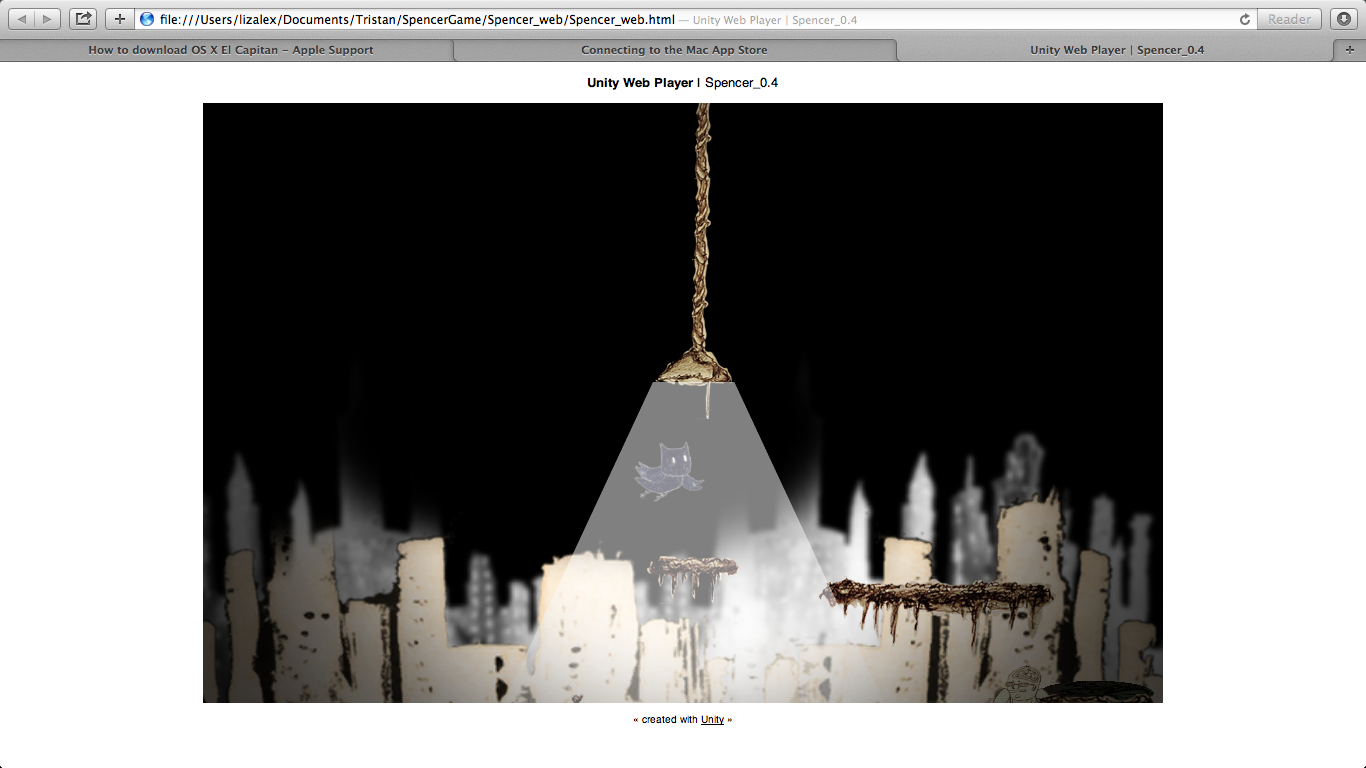 file:///Users/lizalex/Documents/Tristan/SpencerGame/Spencer_web/Spencer_web.html — Unity Web Player | Spencer_0.4
Reader
How to download OS X El Capitan - Apple Support
Connecting to the Mac App Store
Unity Web Player | Spencer_0.4
Unity Web Player | Spencer_0.4
« created with Unity »